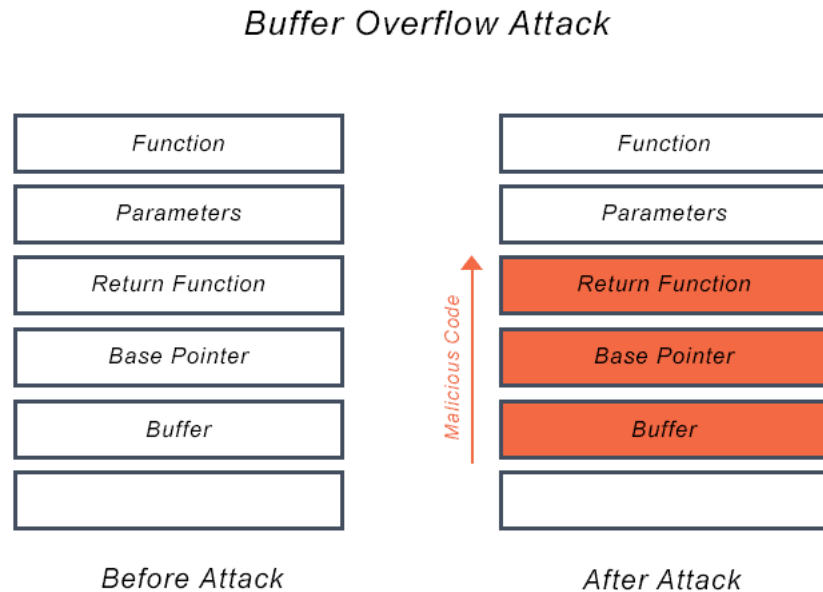 Buffer Overflow Attack
Function
Parameters
Return Function
Base Pointer
Buffer
Before Attack
Malicious Code
Function
Parameters
Return Function
Base Pointer
Buffer
After Attack